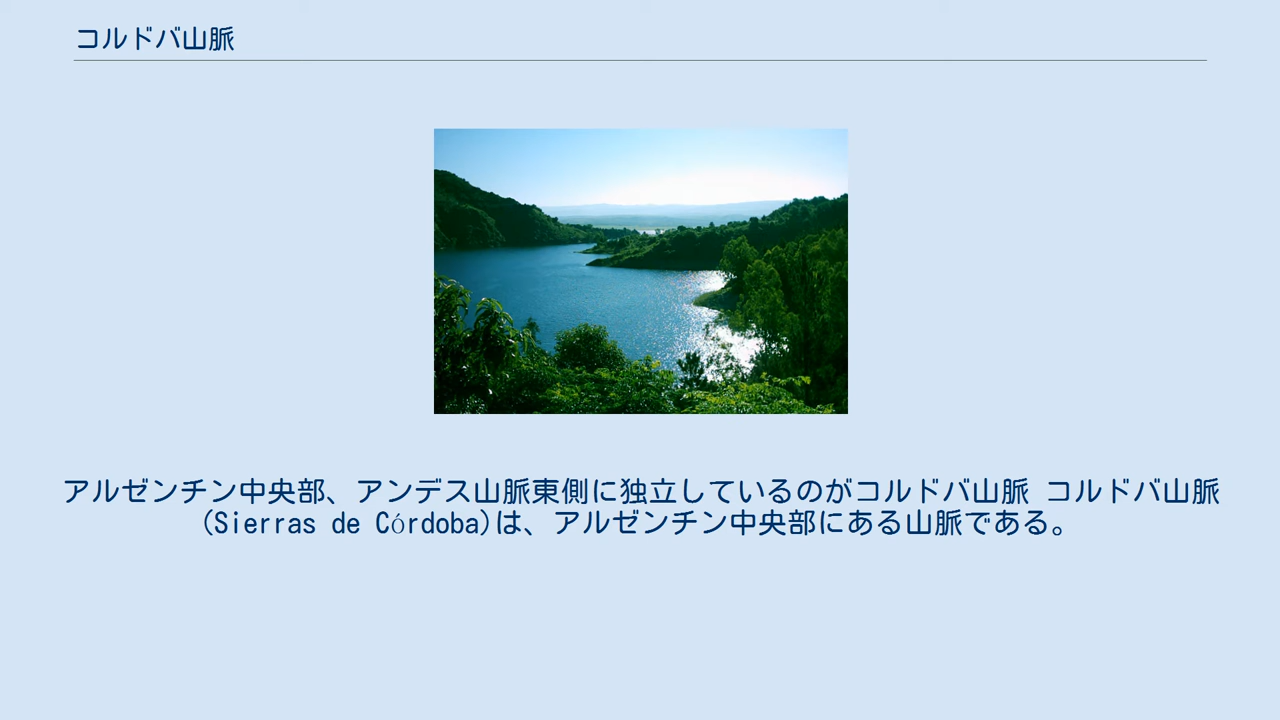 コルドバ山脈
アルゼンチン中央部、アンデス山脈東側に独立しているのがコルドバ山脈 コルドバ山脈
(Sierras de Córdoba)は、アルゼンチン中央部にある山脈である。